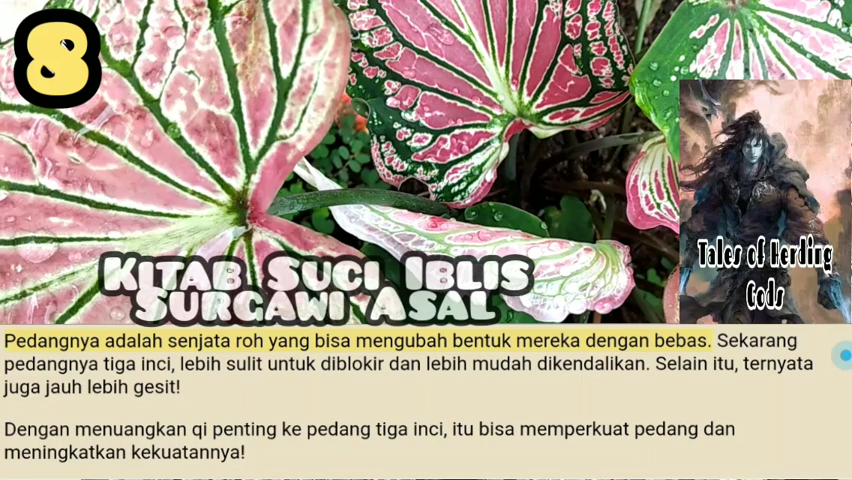 8
Kitab Suci Iblis
Surgawi Asal
Tales of Herding
Gods
Pedangnya adalah senjata roh yang bisa mengubah bentuk mereka dengan bebas. Sekarang
pedangnya tiga inci, lebih sulit untuk diblokir dan lebih mudah dikendalikan. Selain itu, ternyata
juga jauh lebih gesit!
Dengan menuangkan qi penting ke pedang tiga inci, itu bisa memperkuat pedang dan
meningkatkan kekuatannya!